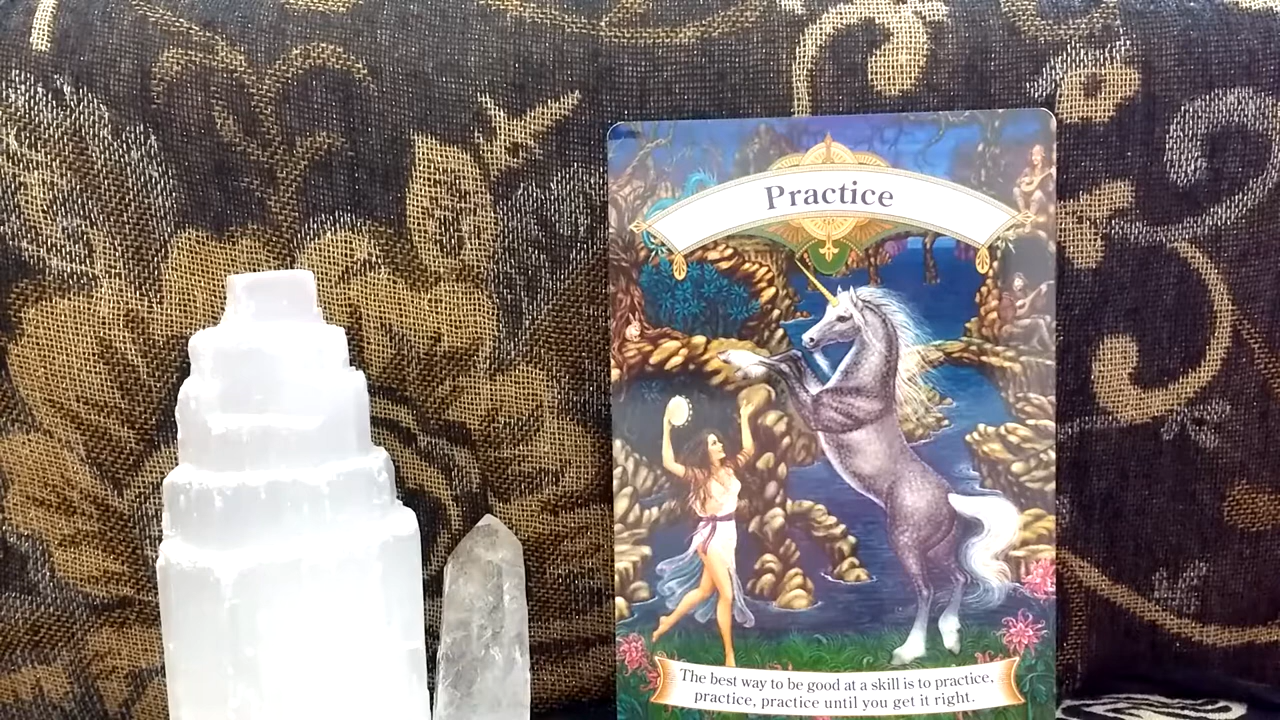 Practice
The best way to be good at a skill is to practice,
practice, practice until you get it right.